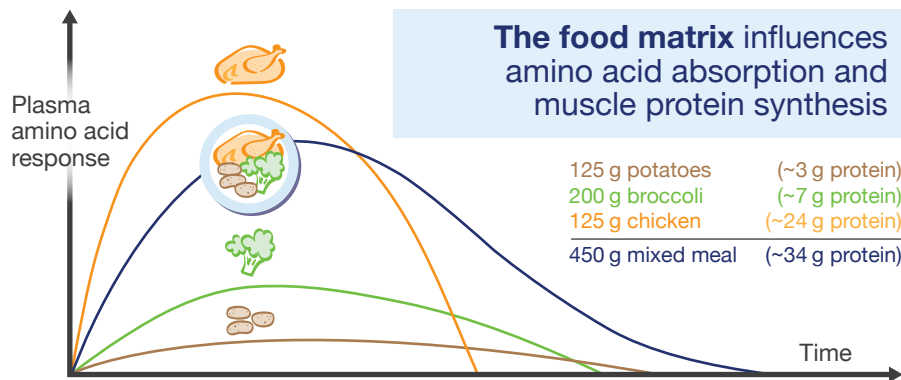 The food matrix influences
amino acid absorption and
muscle protein synthesis
Plasma
amino acid
response
125 g potatoes (~3 g protein)
200 g broccoli (~7 g protein)
125 g chicken (~24 g protein)
450 g mixed meal (~34 g protein)
Time